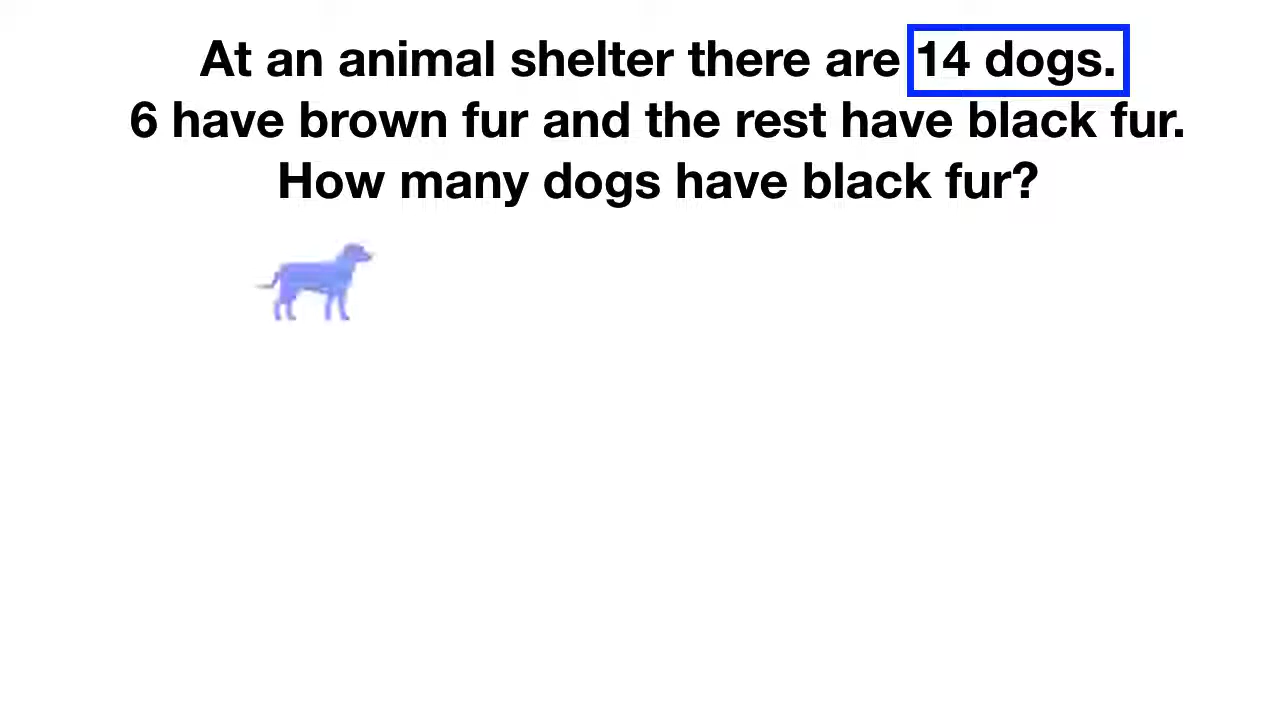 At an animal shelter there are 14 dogs.
6 have brown fur and the rest have black fur.
How many dogs have black fur?